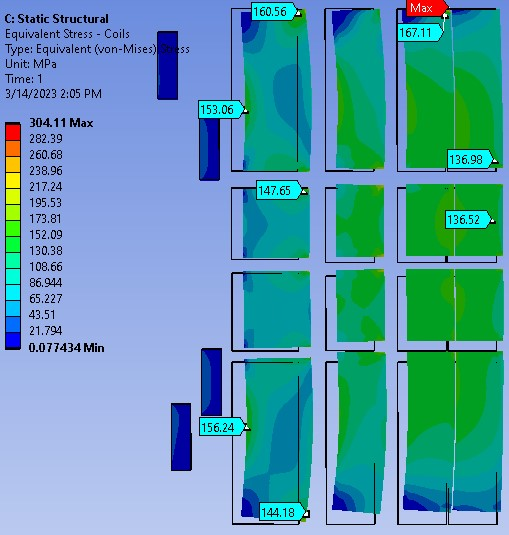 C: Static Structural
Equivalent Stress - Coils
Type: Equivalent (von-Mises) Stress
Unit: MPa
Time: 1
3/14/2023 2:05 PM
304.11 Max
282.39
260.68
238.96
217.24
195.53
173.81
152.09
130.38
108.66
86.944
65.227
43.51
21.794
0.077434 Min
160.56
Max
167.11
153.06
136.98
147.65
136.52
156.24
144.18